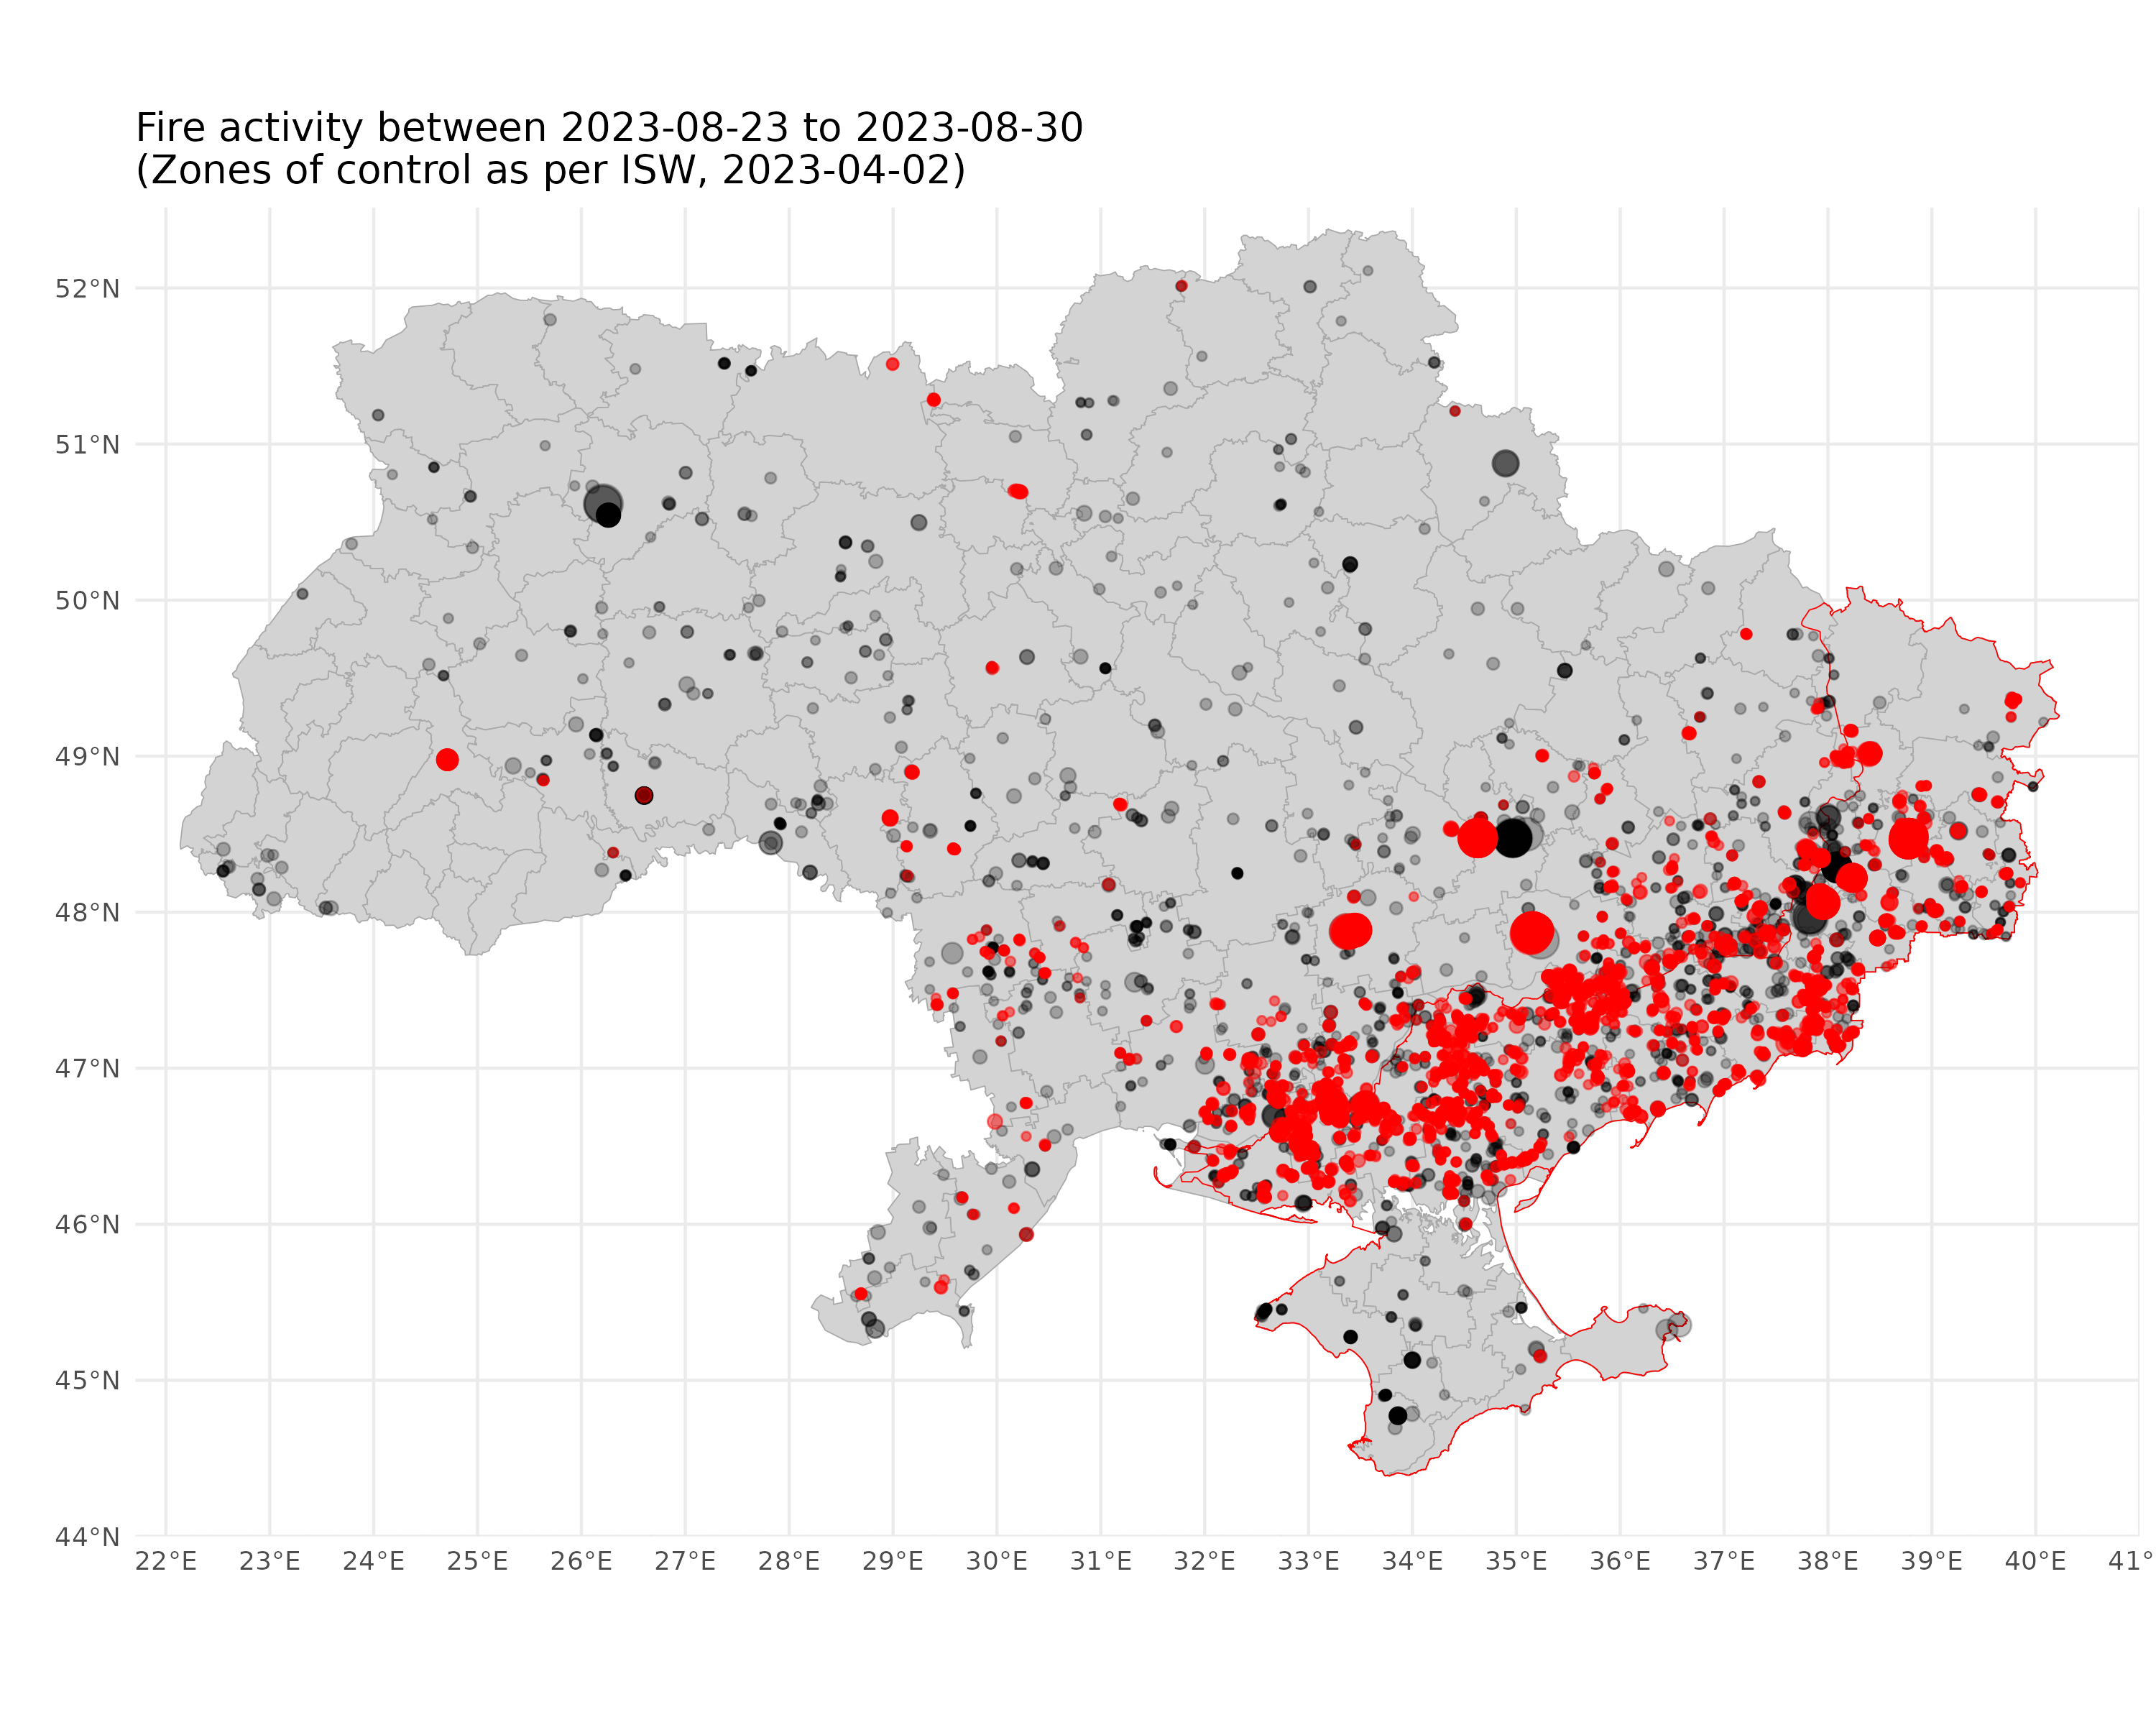 Fire activity between 2023-08-23 to 2023-08-30
(Zones of control as per ISW, 2023-04-02)
52°N
51°N
50°N
49°N
48°N
47°N
46°N
45°N
44°N
22°E 23°E 24°E 25°E 26°E 27°E 28°E 29°E 30°E 31°E 32°E 33°E 34°E 35°E 36°E 37°E 38°E 39°E 40°E 41°